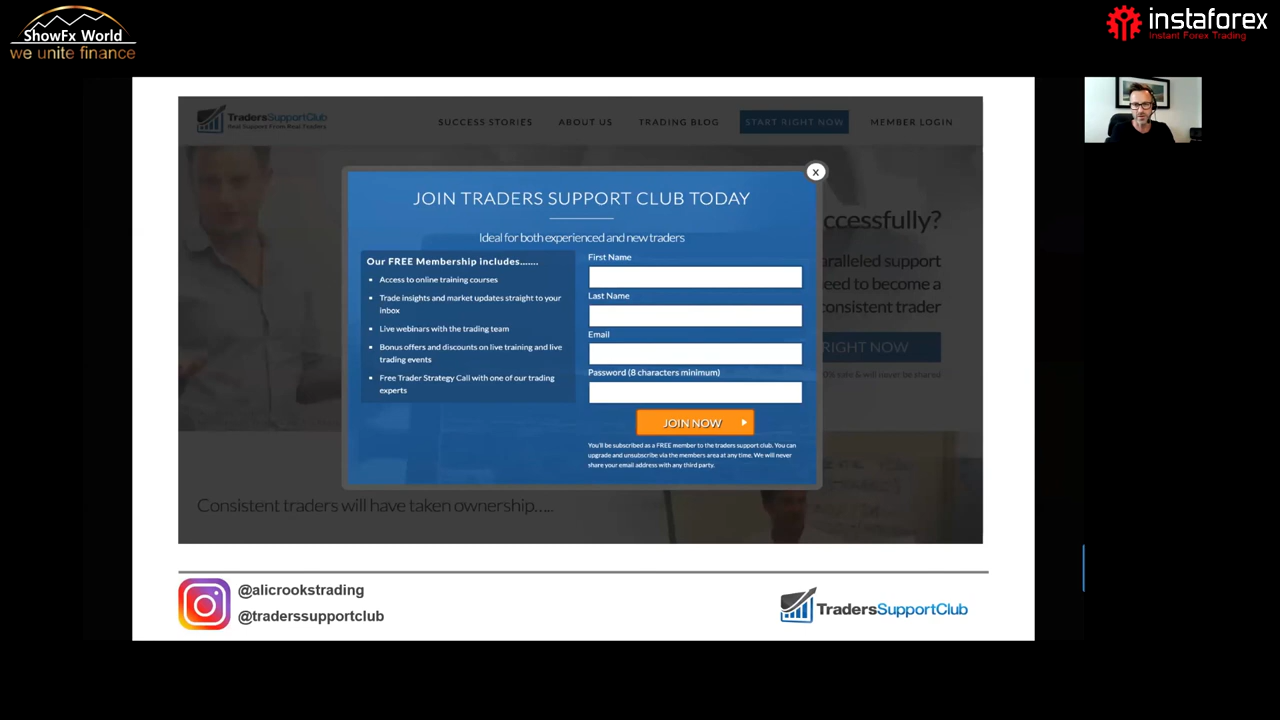 ShowFx World
we unite finance
instaforex
Instant Forex Trading
TradersSupportClub
Real Support From Real Traders
SUCCESS STORIES
ABOUT US
TRADING BLOG
START RIGHT NOW
MEMBER LOGIN
x
JOIN TRADERS SUPPORT CLUB TODAY
Ideal for both experienced and new traders
Our FREE Membership includes.......
Access to online training courses
Trade insights and market updates straight to your
inbox
Live webinars with the trading team
Bonus offers and discounts on live training and live
trading events
Free Trader Strategy Call with one of our trading
experts
First Name
Last Name
Email
Password (8 characters minimum)
JOIN NOW
You'll be subscribed as a FREE member to the traders support club. You can
upgrade and unsubscribe via the members area at any time. We will never
share your email address with any third party.
ccessfully?
paralleled support
eed to become a
consistent trader
RIGHT NOW
Consistent traders will have taken ownership.....
@alicrookstrading
@traderssupportclub
TradersSupportClub